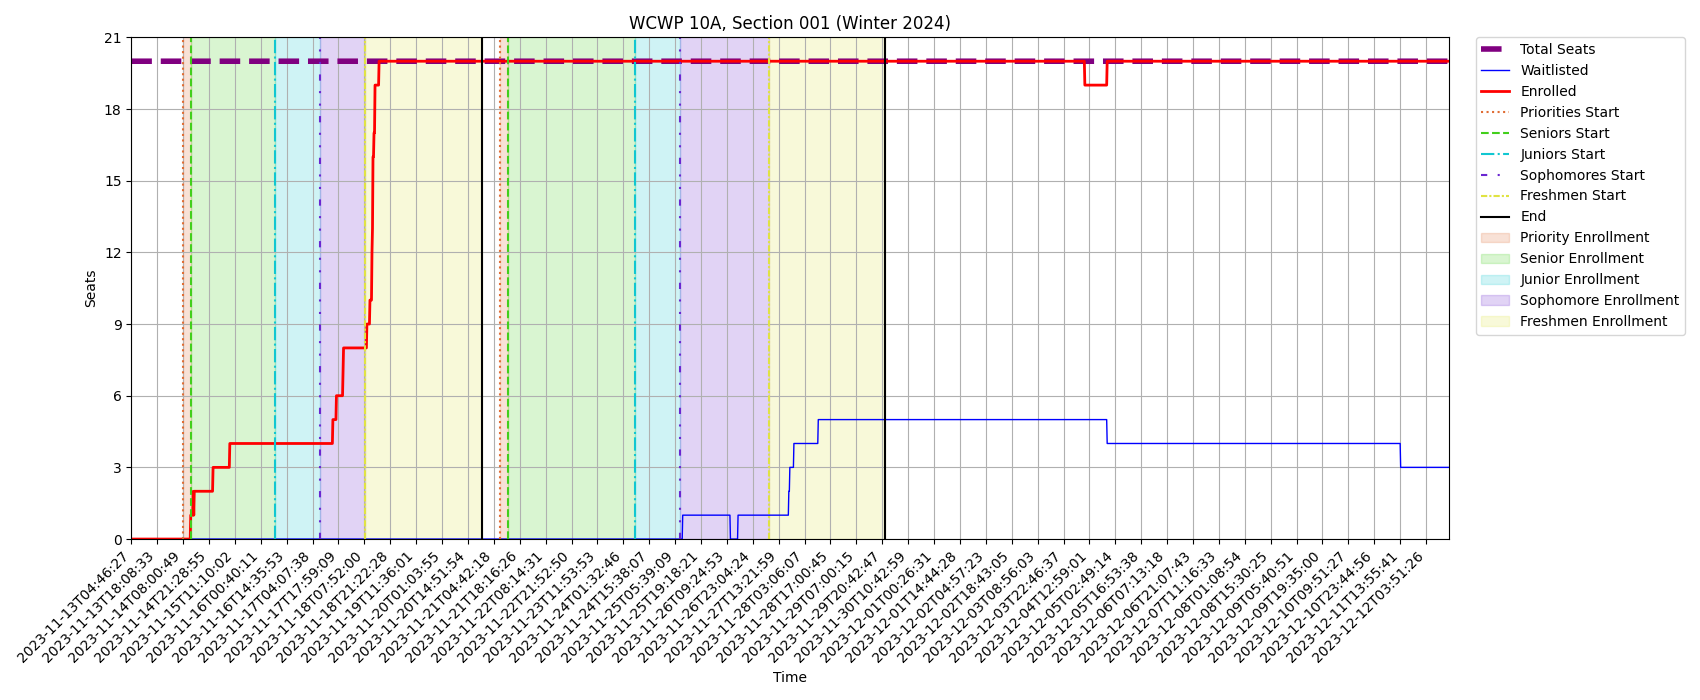 WCWP 10A, Section 001 (Winter 2024)
21
18
15
12
9
6
3
0
Seats
2023-11-13T04:46:27
2023-11-13T18:08:33
2023-11-14T08:00:49
2023-11-14T21:28:55
2023-11-15T11:10:02
2023-11-16T00:40:11
2023-11-16T14:35:53
2023-11-17T04:07:38
2023-11-17T17:59:09
2023-11-18T07:52:00
2023-11-18T21:22:28
2023-11-19T11:36:01
2023-11-20T01:03:55
2023-11-20T14:51:54
2023-11-21T04:42:18
2023-11-21T18:16:26
2023-11-22T08:14:31
2023-11-22T21:52:50
2023-11-23T11:53:53
2023-11-24T01:32:46
2023-11-24T15:38:07
2023-11-25T05:39:09
2023-11-25T19:18:21
2023-11-26T09:24:53
2023-11-26T23:04:24
2023-11-27T13:21:59
2023-11-28T03:06:07
2023-11-28T17:00:45
2023-11-29T07:00:15
2023-11-29T20:42:47
2023-11-30T10:42:59
2023-12-01T00:26:31
2023-12-01T14:44:28
2023-12-02T04:57:23
2023-12-02T18:43:05
2023-12-03T08:56:03
2023-12-03T22:46:37
2023-12-04T12:59:01
2023-12-05T02:49:14
2023-12-05T16:53:38
2023-12-06T07:13:18
2023-12-06T21:07:43
2023-12-07T11:16:33
2023-12-08T01:08:54
2023-12-08T15:30:25
2023-12-09T05:40:51
2023-12-09T19:35:00
2023-12-10T09:51:27
2023-12-10T23:44:56
2023-12-11T13:55:41
2023-12-12T03:51:26
Time
Total Seats
Waitlisted
Enrolled
Priorities Start
Seniors Start
Juniors Start
Sophomores Start
Freshmen Start
End
Priority Enrollment
Senior Enrollment
Junior Enrollment
Sophomore Enrollment
Freshmen Enrollment